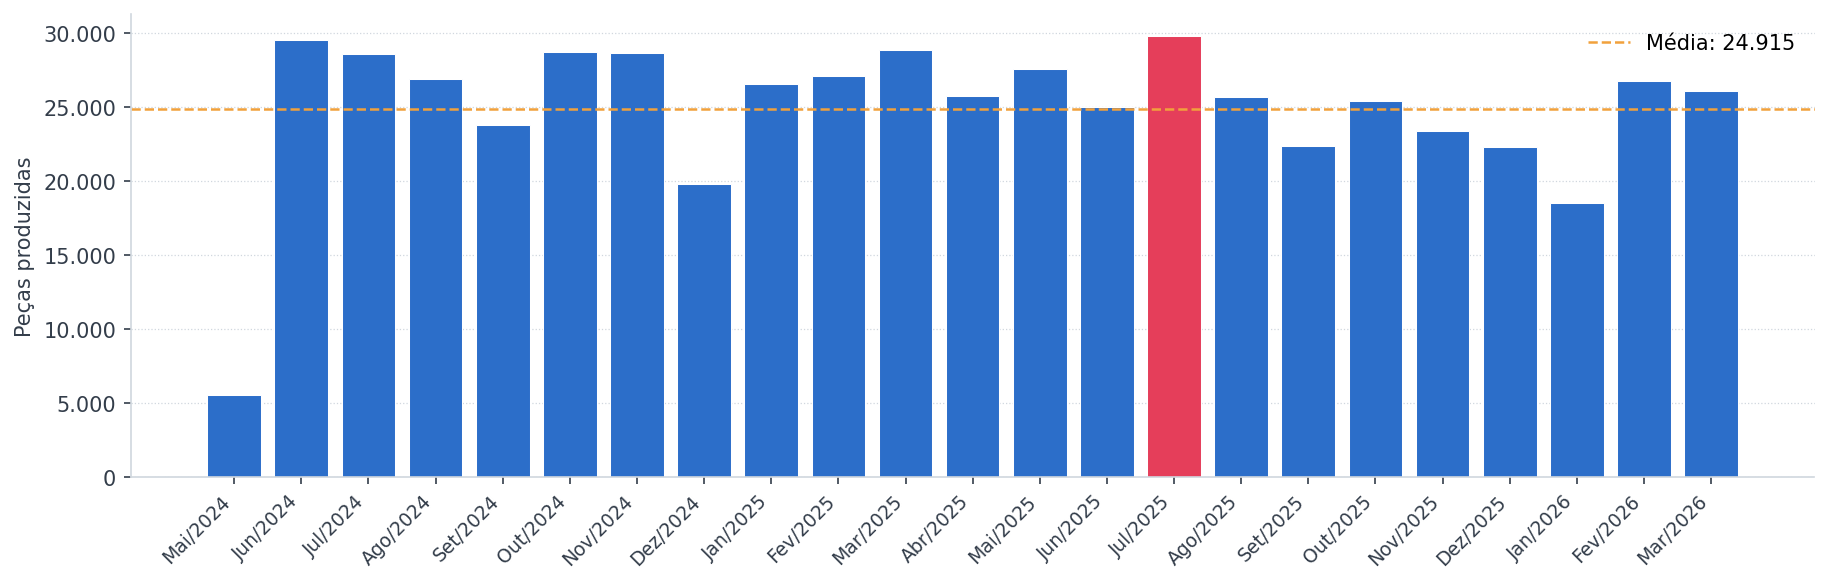 Média: 24.915
Peças produzidas
30.000
25.000
20.000
15.000
10.000
5.000
0
Mai/2024
Jun/2024
Jul/2024
Ago/2024
Set/2024
Out/2024
Nov/2024
Dez/2024
Jan/2025
Fev/2025
Mar/2025
Abr/2025
Mai/2025
Jun/2025
Jul/2025
Ago/2025
Set/2025
Out/2025
Nov/2025
Dez/2025
Jan/2026
Fev/2026
Mar/2026